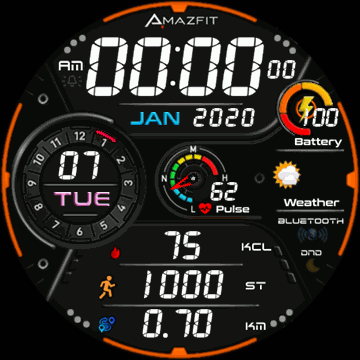 AMAZFIT
AM 00:00 00
JAN 2020
100
Battery
12 1 2 3 4 5 6 7 8 9 10 11
07
TUE
M
N H
L
62
Pulse
Weather
BLUETOOTH
DND
75 KCL
1000 ST
0.70 KM